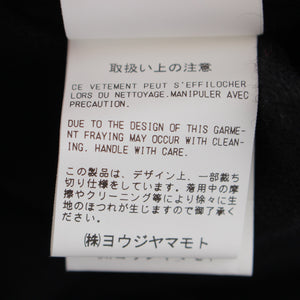 取扱い上の注意
CE VETEMENT PEUT S'EFFILOCHER
LORS DU NETTOYAGE.MANIPULER AVEC
PRECAUTION.
DUE TO THE DESIGN OF THIS GARME-
NT FRAYING MAY OCCUR WITH CLEAN-
ING. HANDLE WITH CARE.
この製品は、デザイン上、一部裁ち
切り仕様をしています。着用中の摩
擦やクリーニング等により徐々に生
地のほつれが生じますので御了承く
ださい。
㈱ヨウジヤマモト